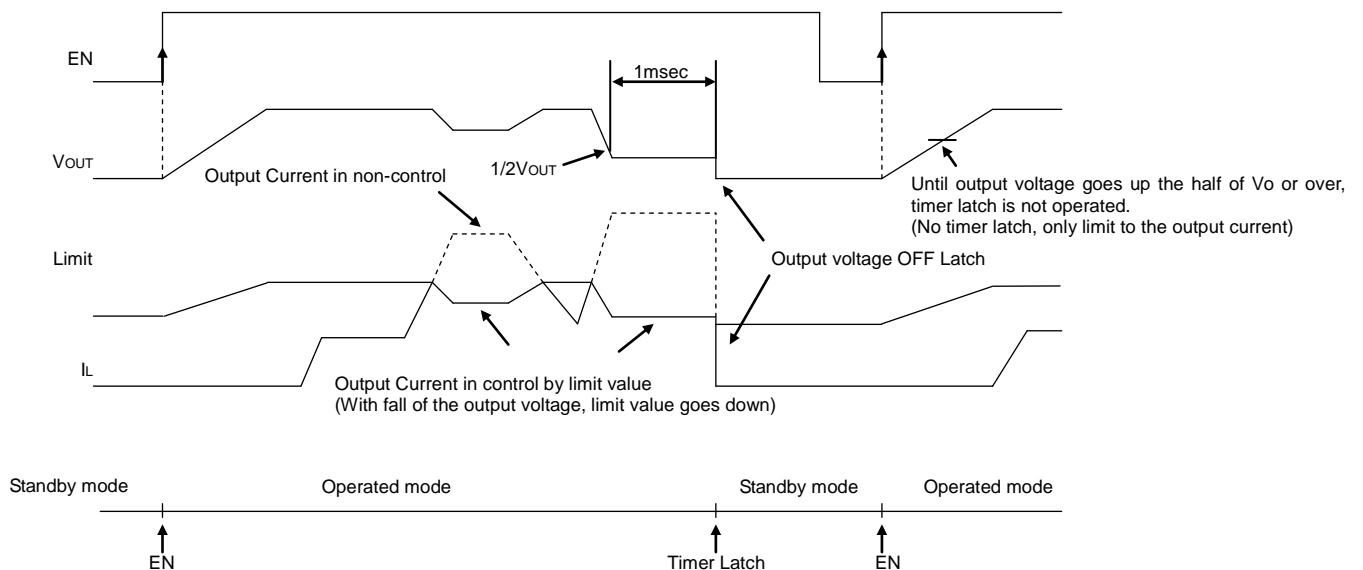 EN
1msec
VOUT
1/2VOUT
Output Current in non-control
Until output voltage goes up the half of Vo or over,
timer latch is not operated.
(No timer latch, only limit to the output current)
Limit
Output voltage OFF Latch
IL
Output Current in control by limit value
(With fall of the output voltage, limit value goes down)
Standby mode
Operated mode
Standby mode
Operated mode
EN
Timer Latch
EN